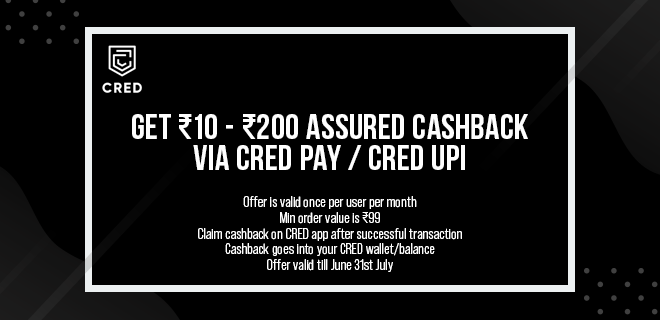 CRED
GET ₹10 - ₹200 ASSURED CASHBACK
VIA CRED PAY / CRED UPI
Offer is valid once per user per month
Min order value is ₹99
Claim cashback on CRED app after successful transaction
Cashback goes into your CRED wallet/balance
Offer valid till June 31st July